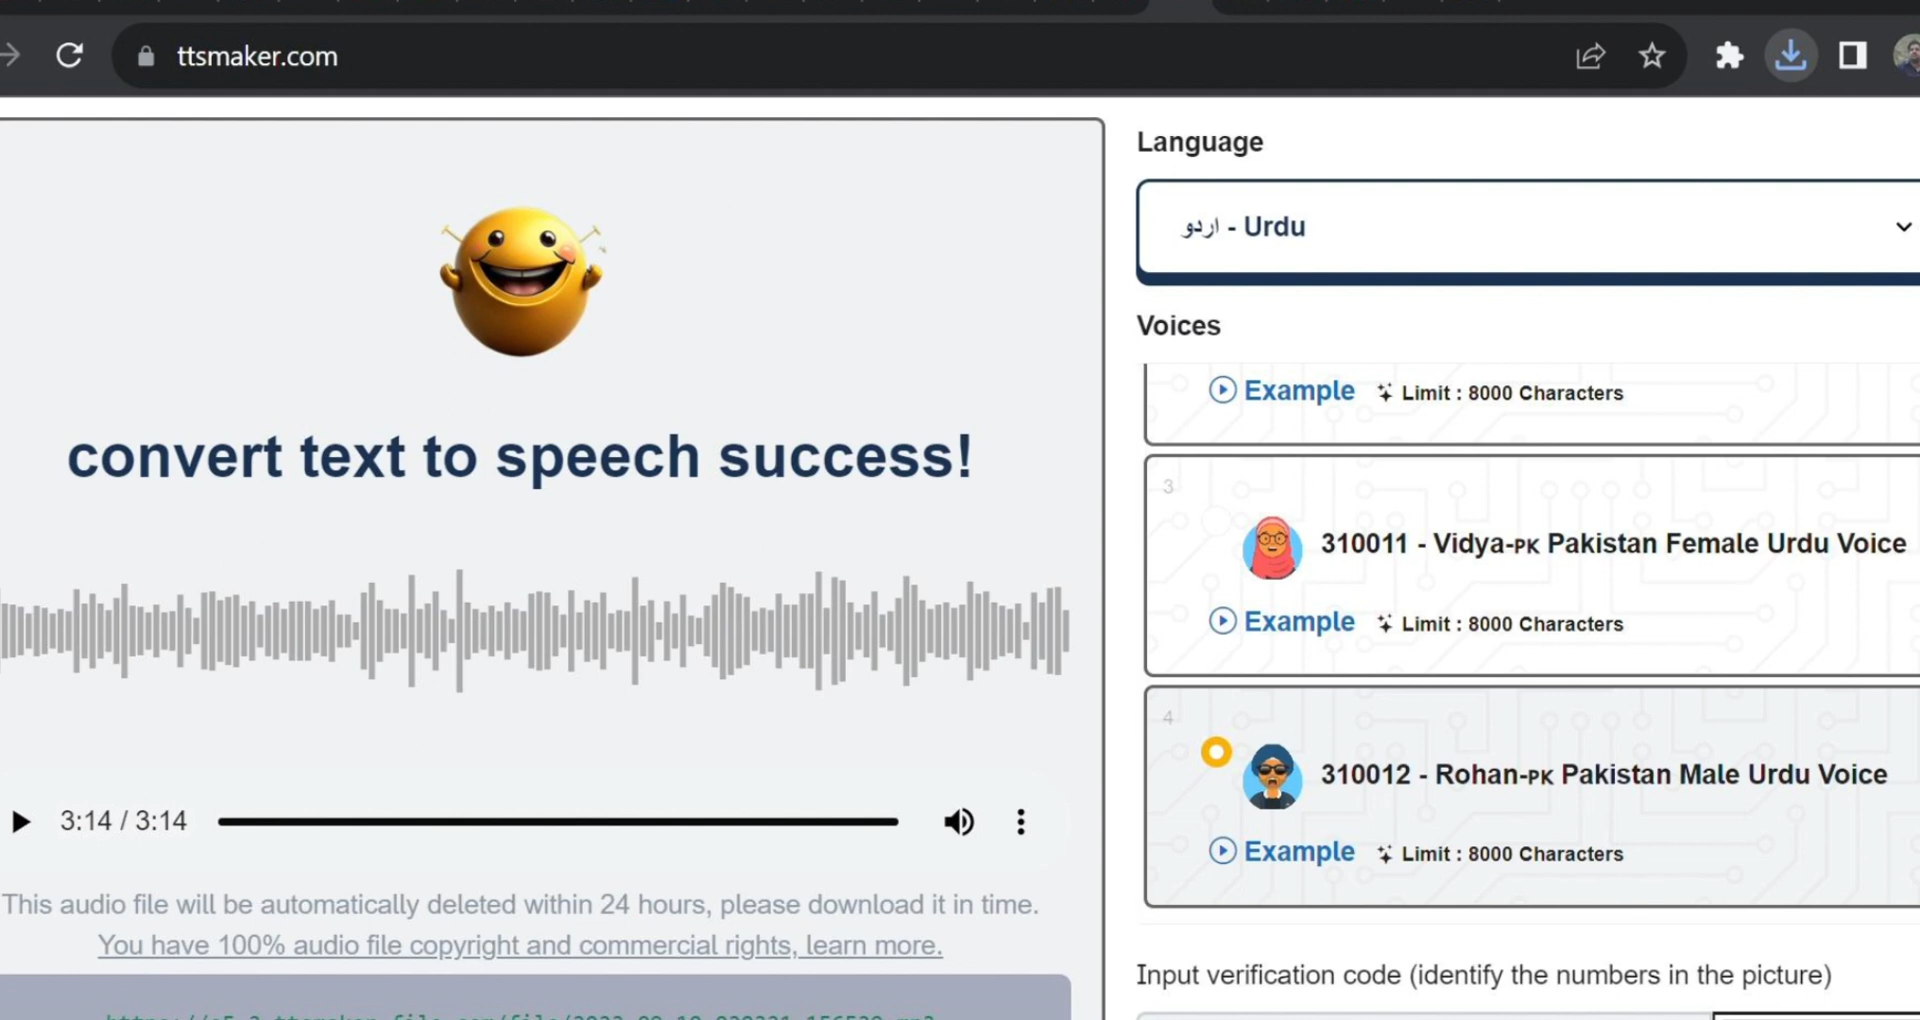 ttsmaker.com
convert text to speech success!
3:14 / 3:14
This audio file will be automatically deleted within 24 hours, please download it in time.
You have 100% audio file copyright and commercial rights, learn more.
Language
اردو - Urdu
Voices
Example Limit : 8000 Characters
3
310011 - Vidya-PK Pakistan Female Urdu Voice
Example Limit : 8000 Characters
4
310012 - Rohan-PK Pakistan Male Urdu Voice
Example Limit : 8000 Characters
Input verification code (identify the numbers in the picture)